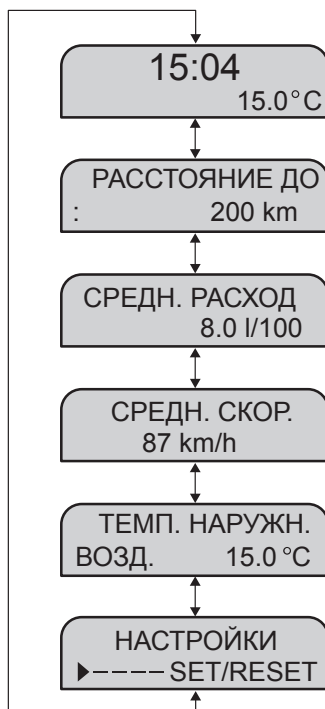 15:04
15.0°C
РАССТОЯНИЕ ДО
: 200 km
СРЕДН. РАСХОД
8.0 l/100
СРЕДН. СКОР.
87 km/h
ТЕМП. НАРУЖН.
ВОЗД. 15.0 °C
НАСТРОЙКИ
▶---- SET/RESET